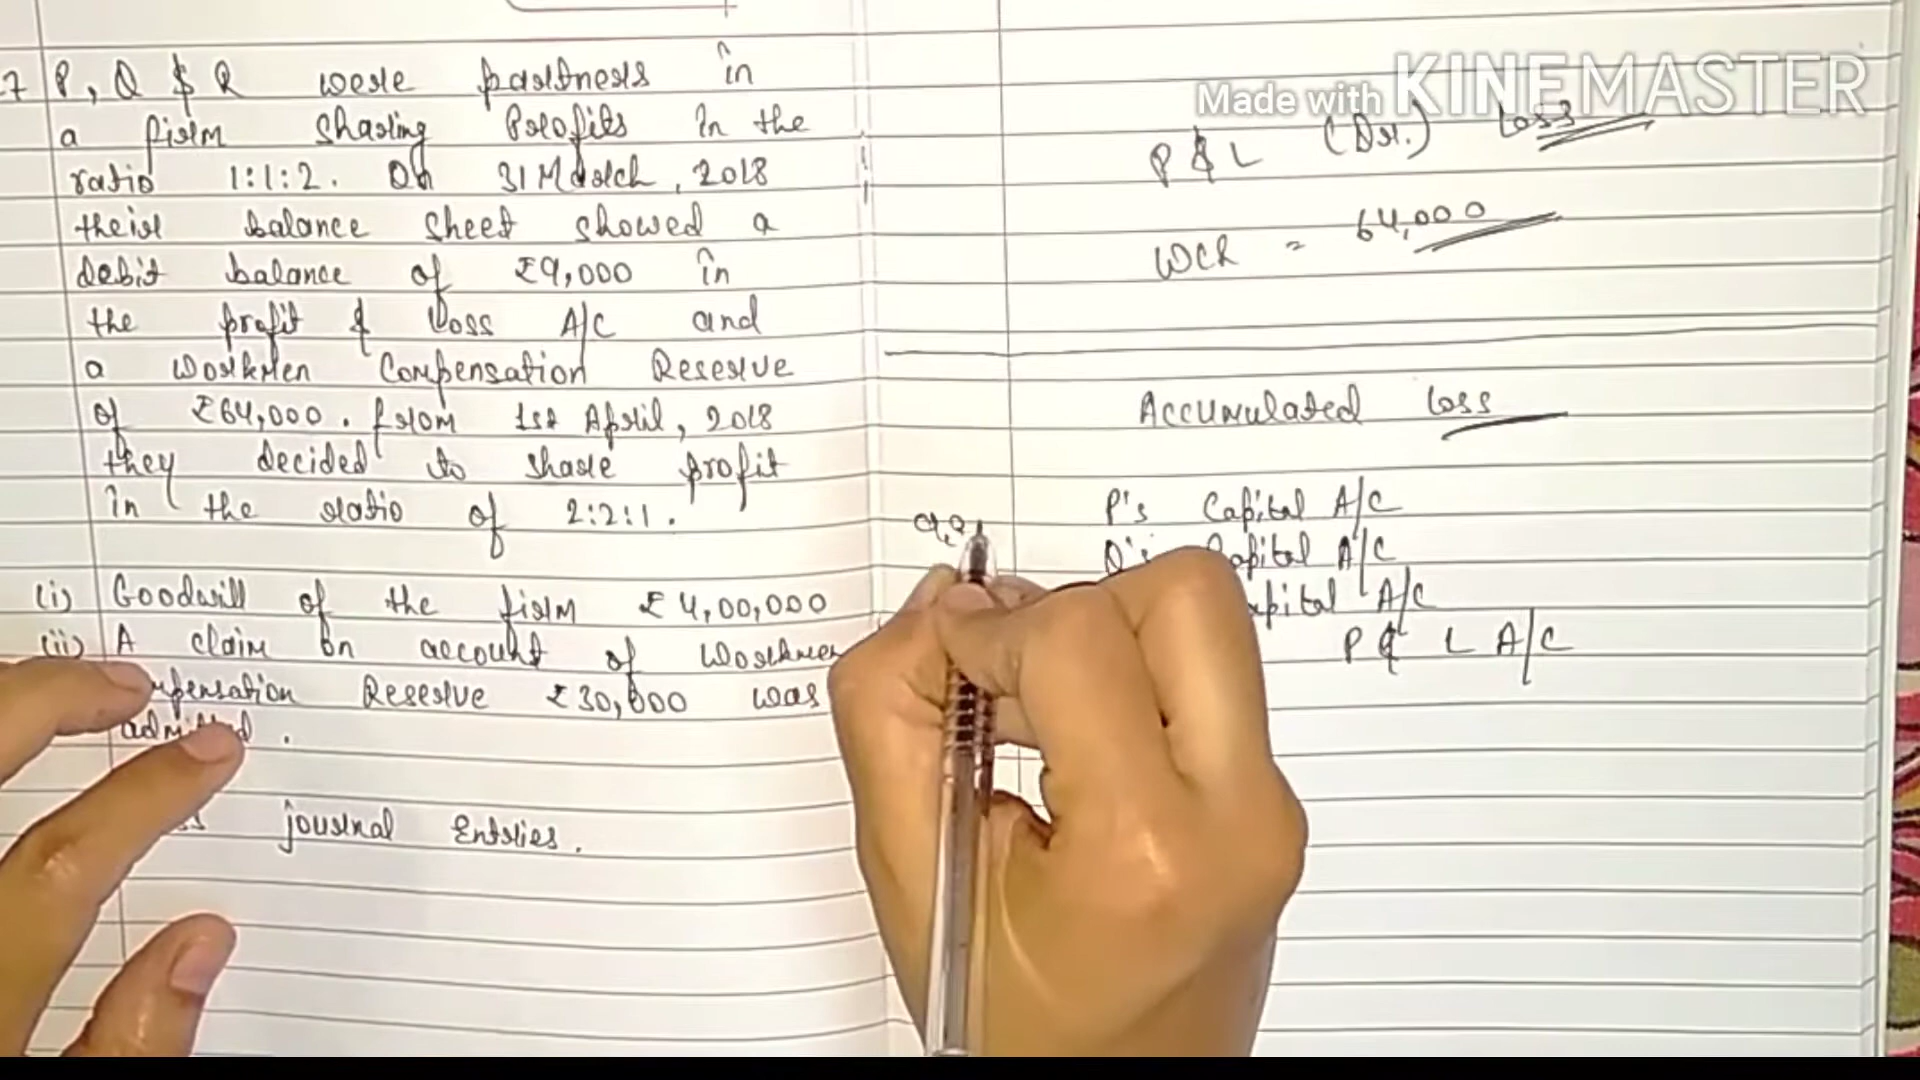 7 P, Q & R were partners in
a firm sharing Profits in the
ratio 1:1:2. On 31 March, 2018
their balance sheet showed a
debit balance of ₹9,000 in
the profit & loss A/C and
a Workmen Compensation Reserve
of ₹64,000. from 1st April, 2018
they decided to share profit
in the ratio of 2:2:1.
(i) Goodwill of the firm ₹4,00,000
(ii) A claim on account of Workmen
Reserve ₹30,000 was
admitted.
journal Entries.
Made with KINEMASTER
P & L (Dr.) Loss
WCR = 64,000
Accumulated Loss
P's Capital A/C
Capital A/C
A/C
P & L A/C